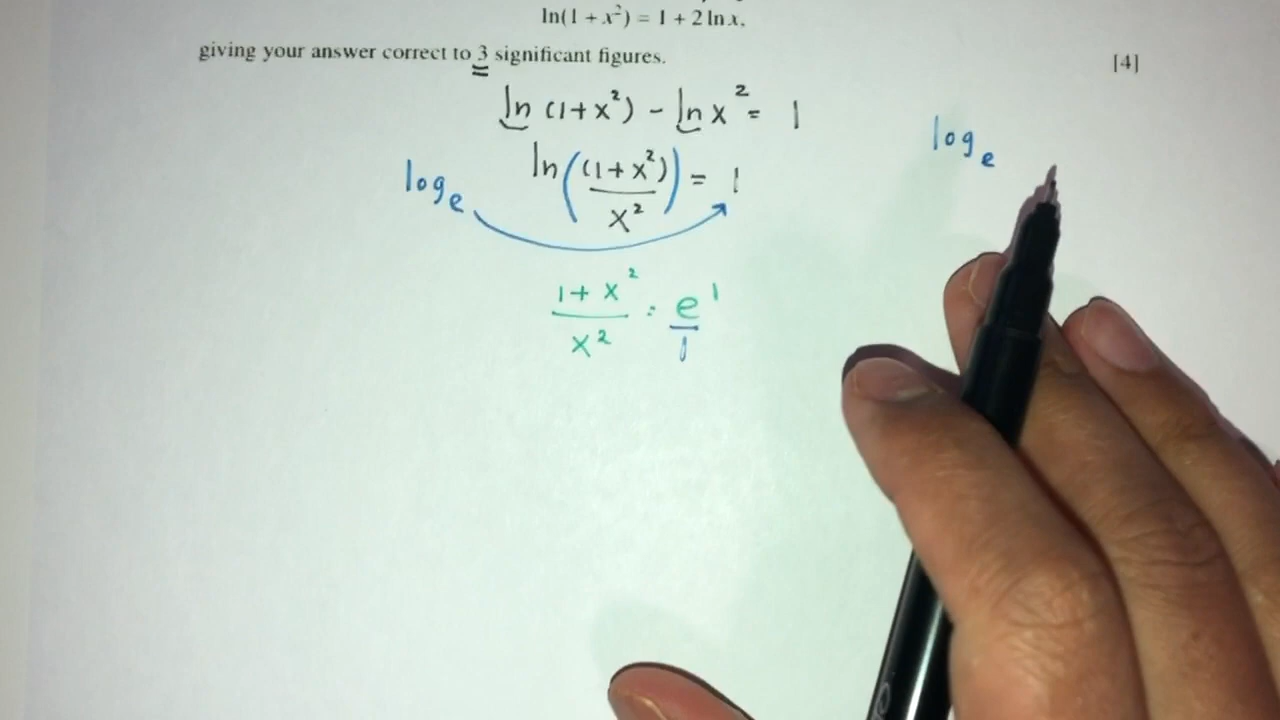 ln(1 + x²) = 1 + 2 ln x,
giving your answer correct to 3 significant figures. [4]
ln (1+x²) - ln x² = 1
log e
log e ln((1+x²)/x²) = 1
(1+x²)/x² = e¹/1